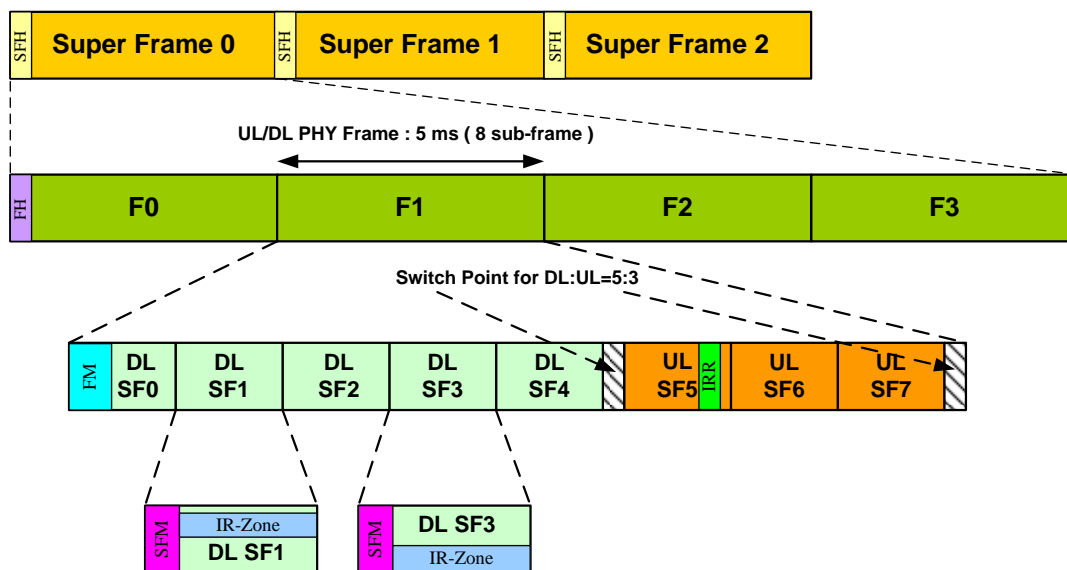 SFH
Super Frame 0
SFH
Super Frame 1
SFH
Super Frame 2
UL/DL PHY Frame : 5 ms ( 8 sub-frame )
FH
F0
F1
F2
F3
Switch Point for DL:UL=5:3
FM
DL
SF0
DL
SF1
DL
SF2
DL
SF3
DL
SF4
UL
SF5
IRR
UL
SF6
UL
SF7
SFM
IR-Zone
DL SF1
SFM
DL SF3
IR-Zone